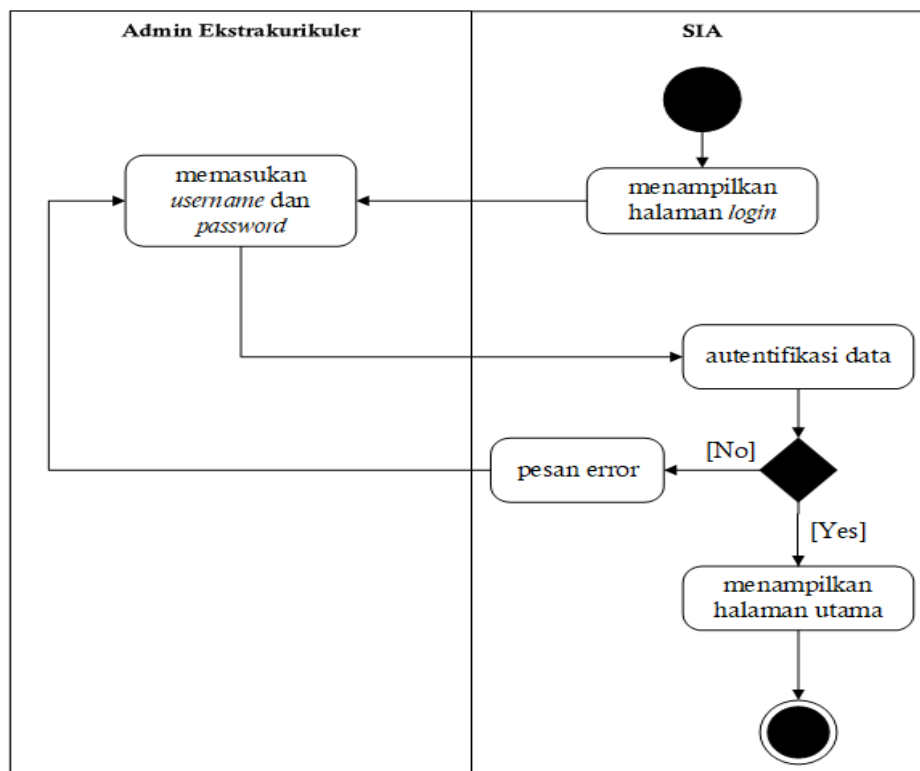 Admin Ekstrakurikuler
SIA
memasukan
username dan
password
menampilkan
halaman login
autentifikasi data
[No]
pesan error
[Yes]
menampilkan
halaman utama